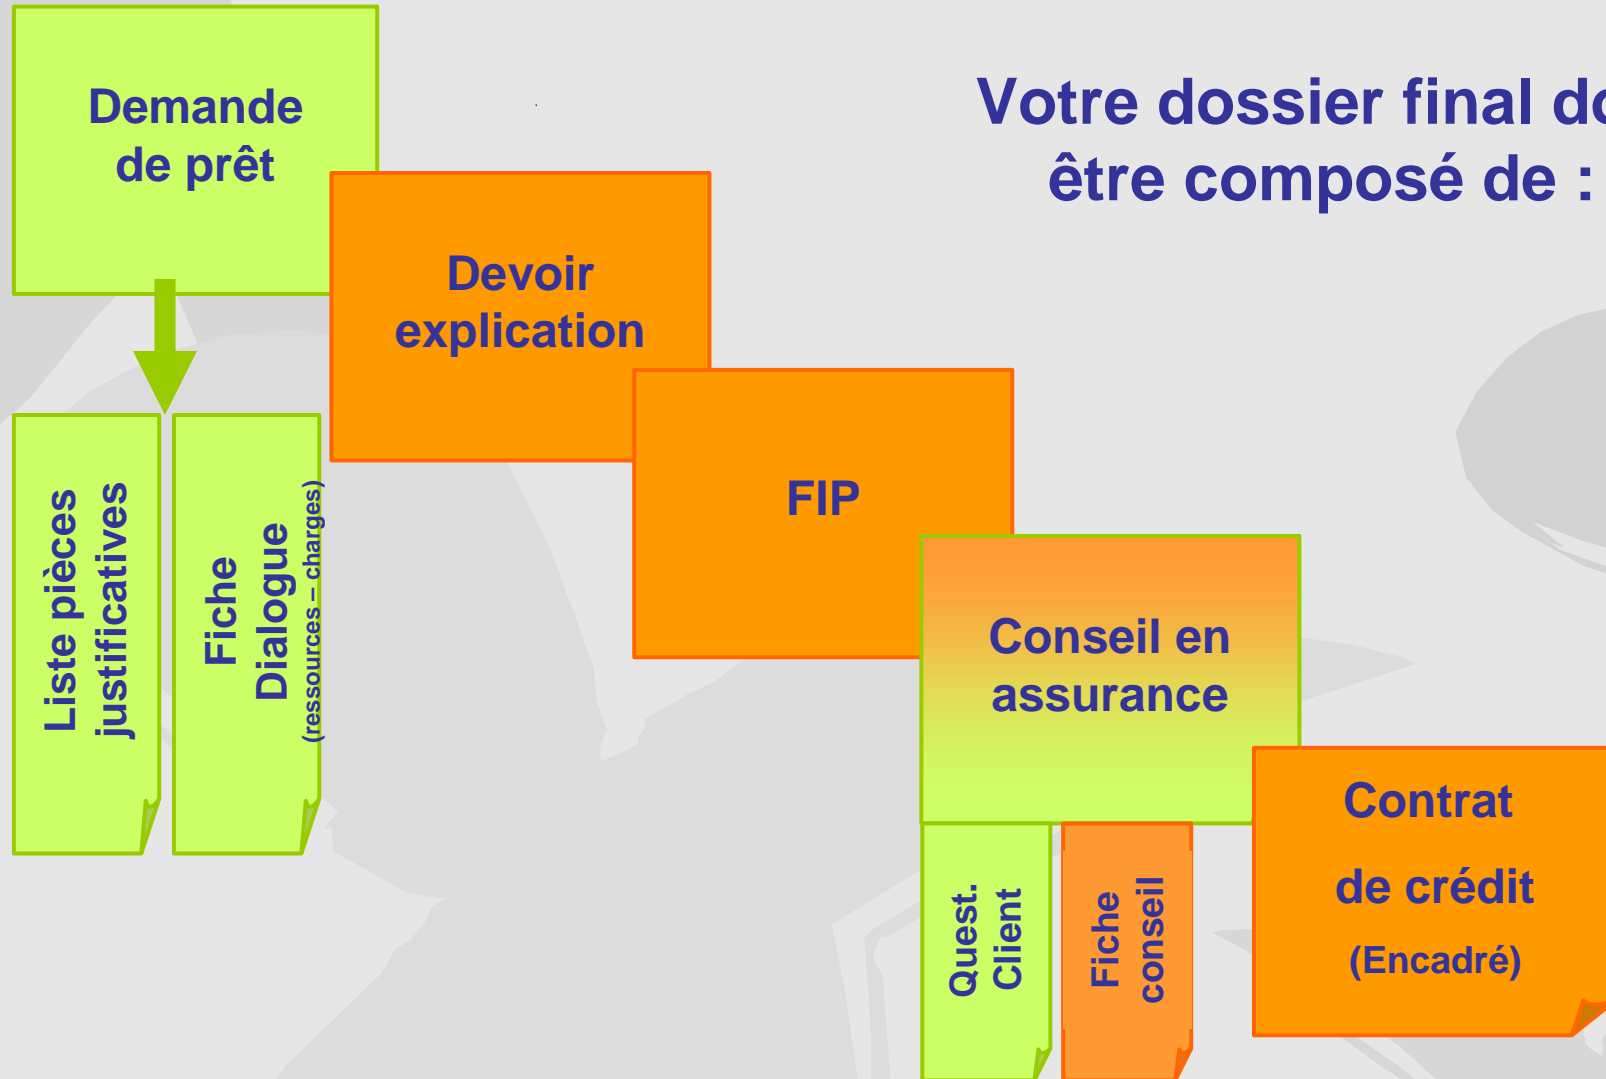 Votre dossier final
être composé de :
Demande
de prêt
Devoir
explication
FIP
Conseil en
assurance
Contrat
de crédit
(Encadré)
Liste pièces
justificatives
Fiche
Dialogue
(ressources – charges)
Quest.
Client
Fiche
conseil